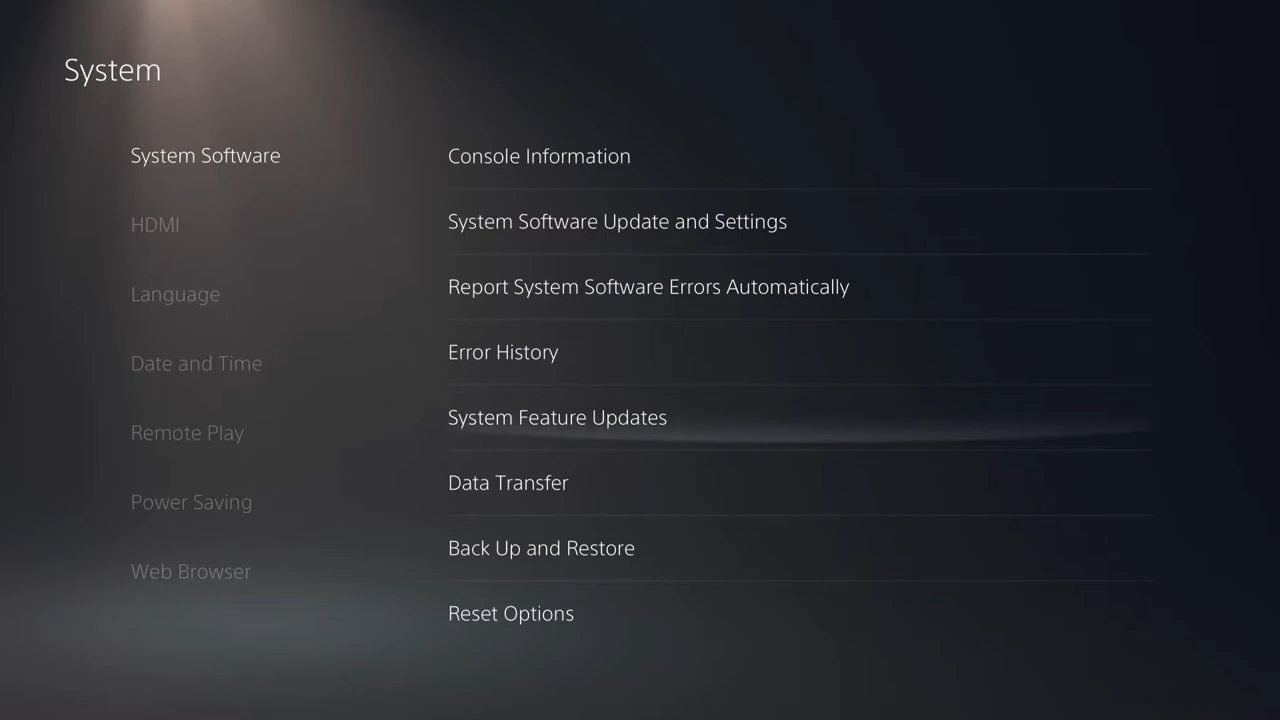 System
System Software
HDMI
Language
Date and Time
Remote Play
Power Saving
Web Browser
Console Information
System Software Update and Settings
Report System Software Errors Automatically
Error History
System Feature Updates
Data Transfer
Back Up and Restore
Reset Options